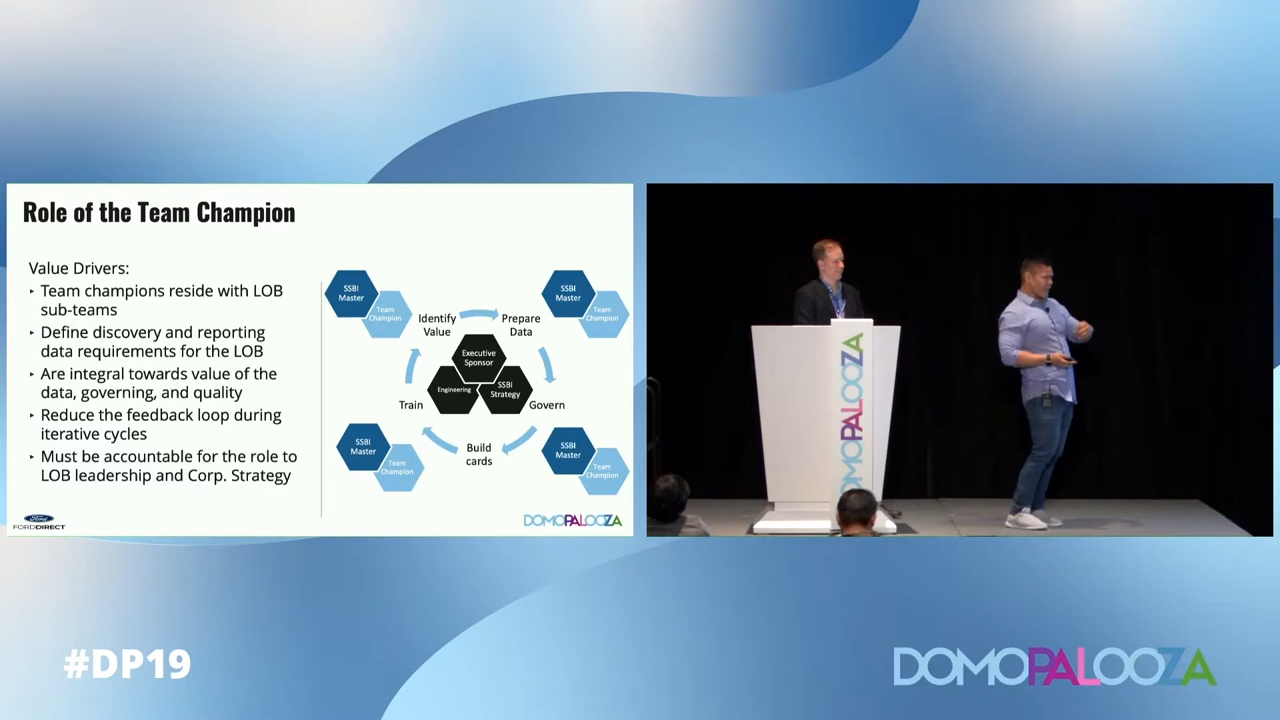 Role of the Team Champion
Value Drivers:
‣ Team champions reside with LOB
sub-teams
‣ Define discovery and reporting
data requirements for the LOB
‣ Are integral towards value of the
data, governing, and quality
‣ Reduce the feedback loop during
iterative cycles
‣ Must be accountable for the role to
LOB leadership and Corp. Strategy
SSBI
Master
Team
Champion
SSBI
Master
Team
Champion
Identify
Value
Prepare
Data
Executive
Sponsor
Engineering
SSBI
Strategy
Train
Govern
Build
cards
SSBI
Master
Team
Champion
SSBI
Master
Team
Champion
Ford
FORDDIRECT
DOMOPALOOZA
DOMOPALOOZA
#DP19
DOMOPALOOZA